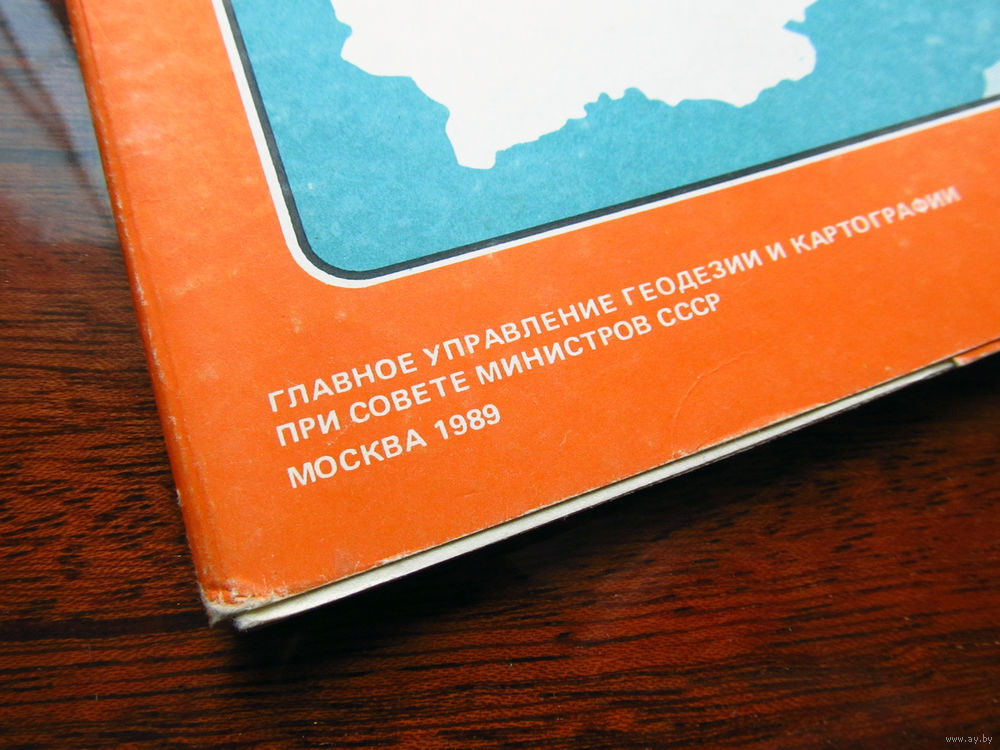 ГЛАВНОЕ УПРАВЛЕНИЕ ГЕОДЕЗИИ И КАРТОГРАФИИ
ПРИ СОВЕТЕ МИНИСТРОВ СССР
МОСКВА 1989
www.ay.by